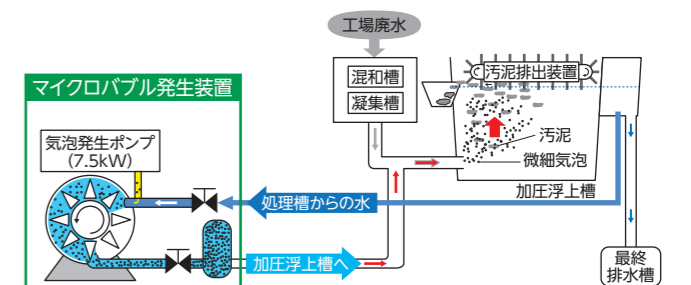 工場廃水
混和槽
凝集槽
汚泥排出装置
マイクロバブル発生装置
気泡発生ポンプ
(7.5kW)
汚泥
微細気泡
加圧浮上槽
処理槽からの水
加圧浮上槽へ
最終
排水槽